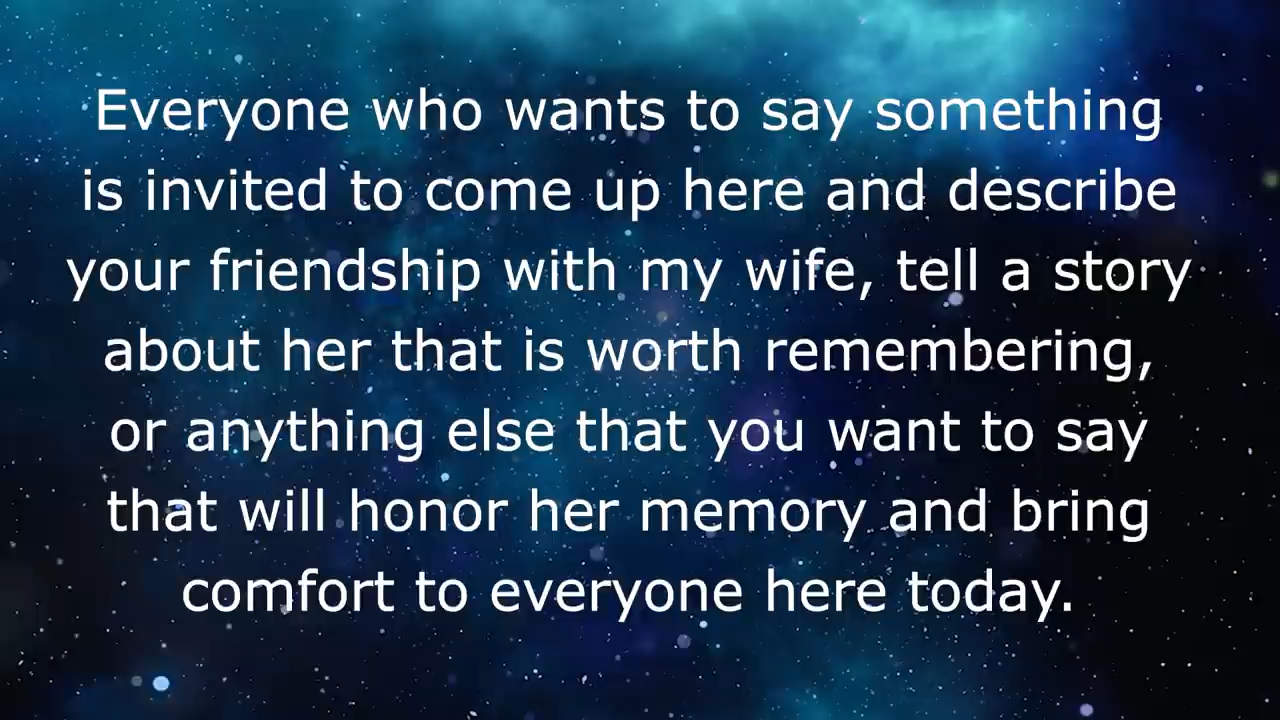 Everyone who wants to say something
is invited to come up here and describe
your friendship with my wife, tell a story
about her that is worth remembering,
or anything else that you want to say
that will honor her memory and bring
comfort to everyone here today.